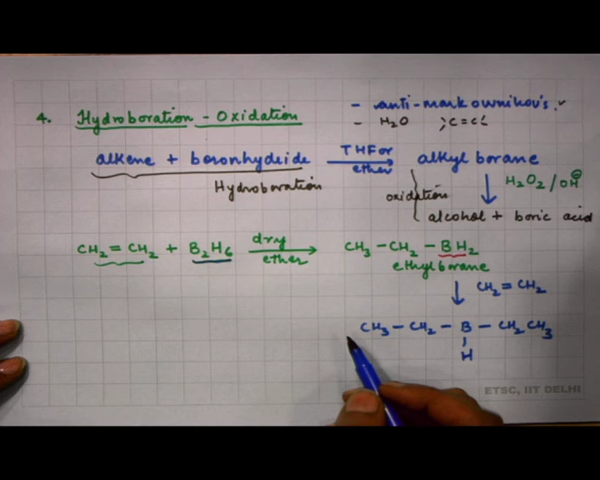 4. Hydroboration - Oxidation
- anti-markownikov's.
- H2O >C=C<
alkene + boronhydride THF or ether alkyl borane
Hydroboration
oxidation H2O2/OH⊖
alcohol + boric acid
CH2 = CH2 + B2H6 dry ether CH3 - CH2 - BH2
ethylborane
CH2 = CH2
CH3 - CH2 - B - CH2CH3
H
ETSC, IIT DELHI